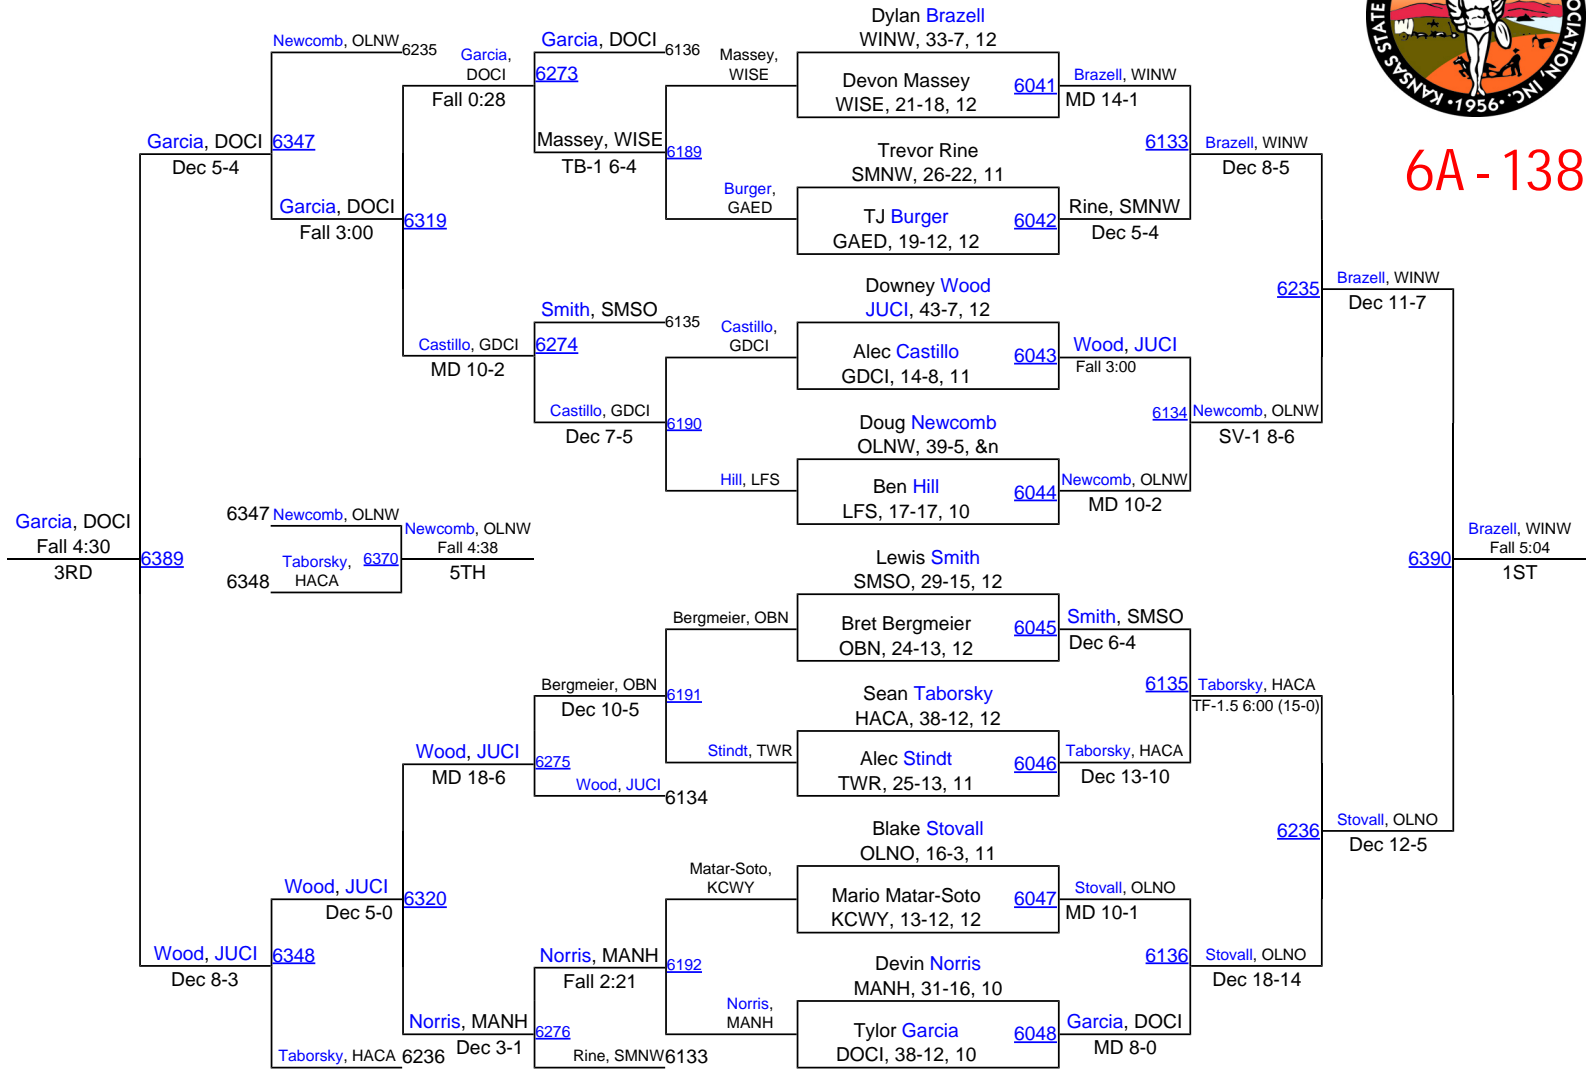 KANSAS STATE
OCIATION, INC.
•1956•
6A - 138
Dylan Brazell
WINW, 33-7, 12
Devon Massey
WISE, 21-18, 12
6041
Brazell, WINW
MD 14-1
Trevor Rine
SMNW, 26-22, 11
TJ Burger
GAED, 19-12, 12
6042
Rine, SMNW
Dec 5-4
6133
Brazell, WINW
Dec 8-5
Downey Wood
JUCI, 43-7, 12
Alec Castillo
GDCI, 14-8, 11
6043
Wood, JUCI
Fall 3:00
Doug Newcomb
OLNW, 39-5, &n
Ben Hill
LFS, 17-17, 10
6044
Newcomb, OLNW
MD 10-2
6134
Newcomb, OLNW
SV-1 8-6
6235
Brazell, WINW
Dec 11-7
Lewis Smith
SMSO, 29-15, 12
Bret Bergmeier
OBN, 24-13, 12
6045
Smith, SMSO
Dec 6-4
Sean Taborsky
HACA, 38-12, 12
Alec Stindt
TWR, 25-13, 11
6046
Taborsky, HACA
Dec 13-10
6135
Taborsky, HACA
TF-1.5 6:00 (15-0)
Blake Stovall
OLNO, 16-3, 11
Mario Matar-Soto
KCWY, 13-12, 12
6047
Stovall, OLNO
MD 10-1
Devin Norris
MANH, 31-16, 10
Tylor Garcia
DOCI, 38-12, 10
6048
Garcia, DOCI
MD 8-0
6136
Stovall, OLNO
Dec 18-14
6236
Stovall, OLNO
Dec 12-5
6390
Brazell, WINW
Fall 5:04
1ST
Massey,
WISE
Burger,
GAED
6189
Massey, WISE
TB-1 6-4
Garcia, DOCI
6136
6273
Garcia,
DOCI
Fall 0:28
Castillo,
GDCI
Hill, LFS
6190
Castillo, GDCI
Dec 7-5
Smith, SMSO
6135
6274
Castillo, GDCI
MD 10-2
6319
Garcia, DOCI
Fall 3:00
Newcomb, OLNW
6235
6347
Garcia, DOCI
Dec 5-4
Bergmeier, OBN
Stindt, TWR
6191
Bergmeier, OBN
Dec 10-5
Wood, JUCI
6134
6275
Wood, JUCI
MD 18-6
Matar-Soto,
KCWY
Norris,
MANH
6192
Norris, MANH
Fall 2:21
Rine, SMNW
6133
6276
Norris, MANH
Dec 3-1
6320
Wood, JUCI
Dec 5-0
Taborsky, HACA
6236
6348
Wood, JUCI
Dec 8-3
6389
Garcia, DOCI
Fall 4:30
3RD
6347
Newcomb, OLNW
6348
Taborsky,
HACA
6370
Newcomb, OLNW
Fall 4:38
5TH